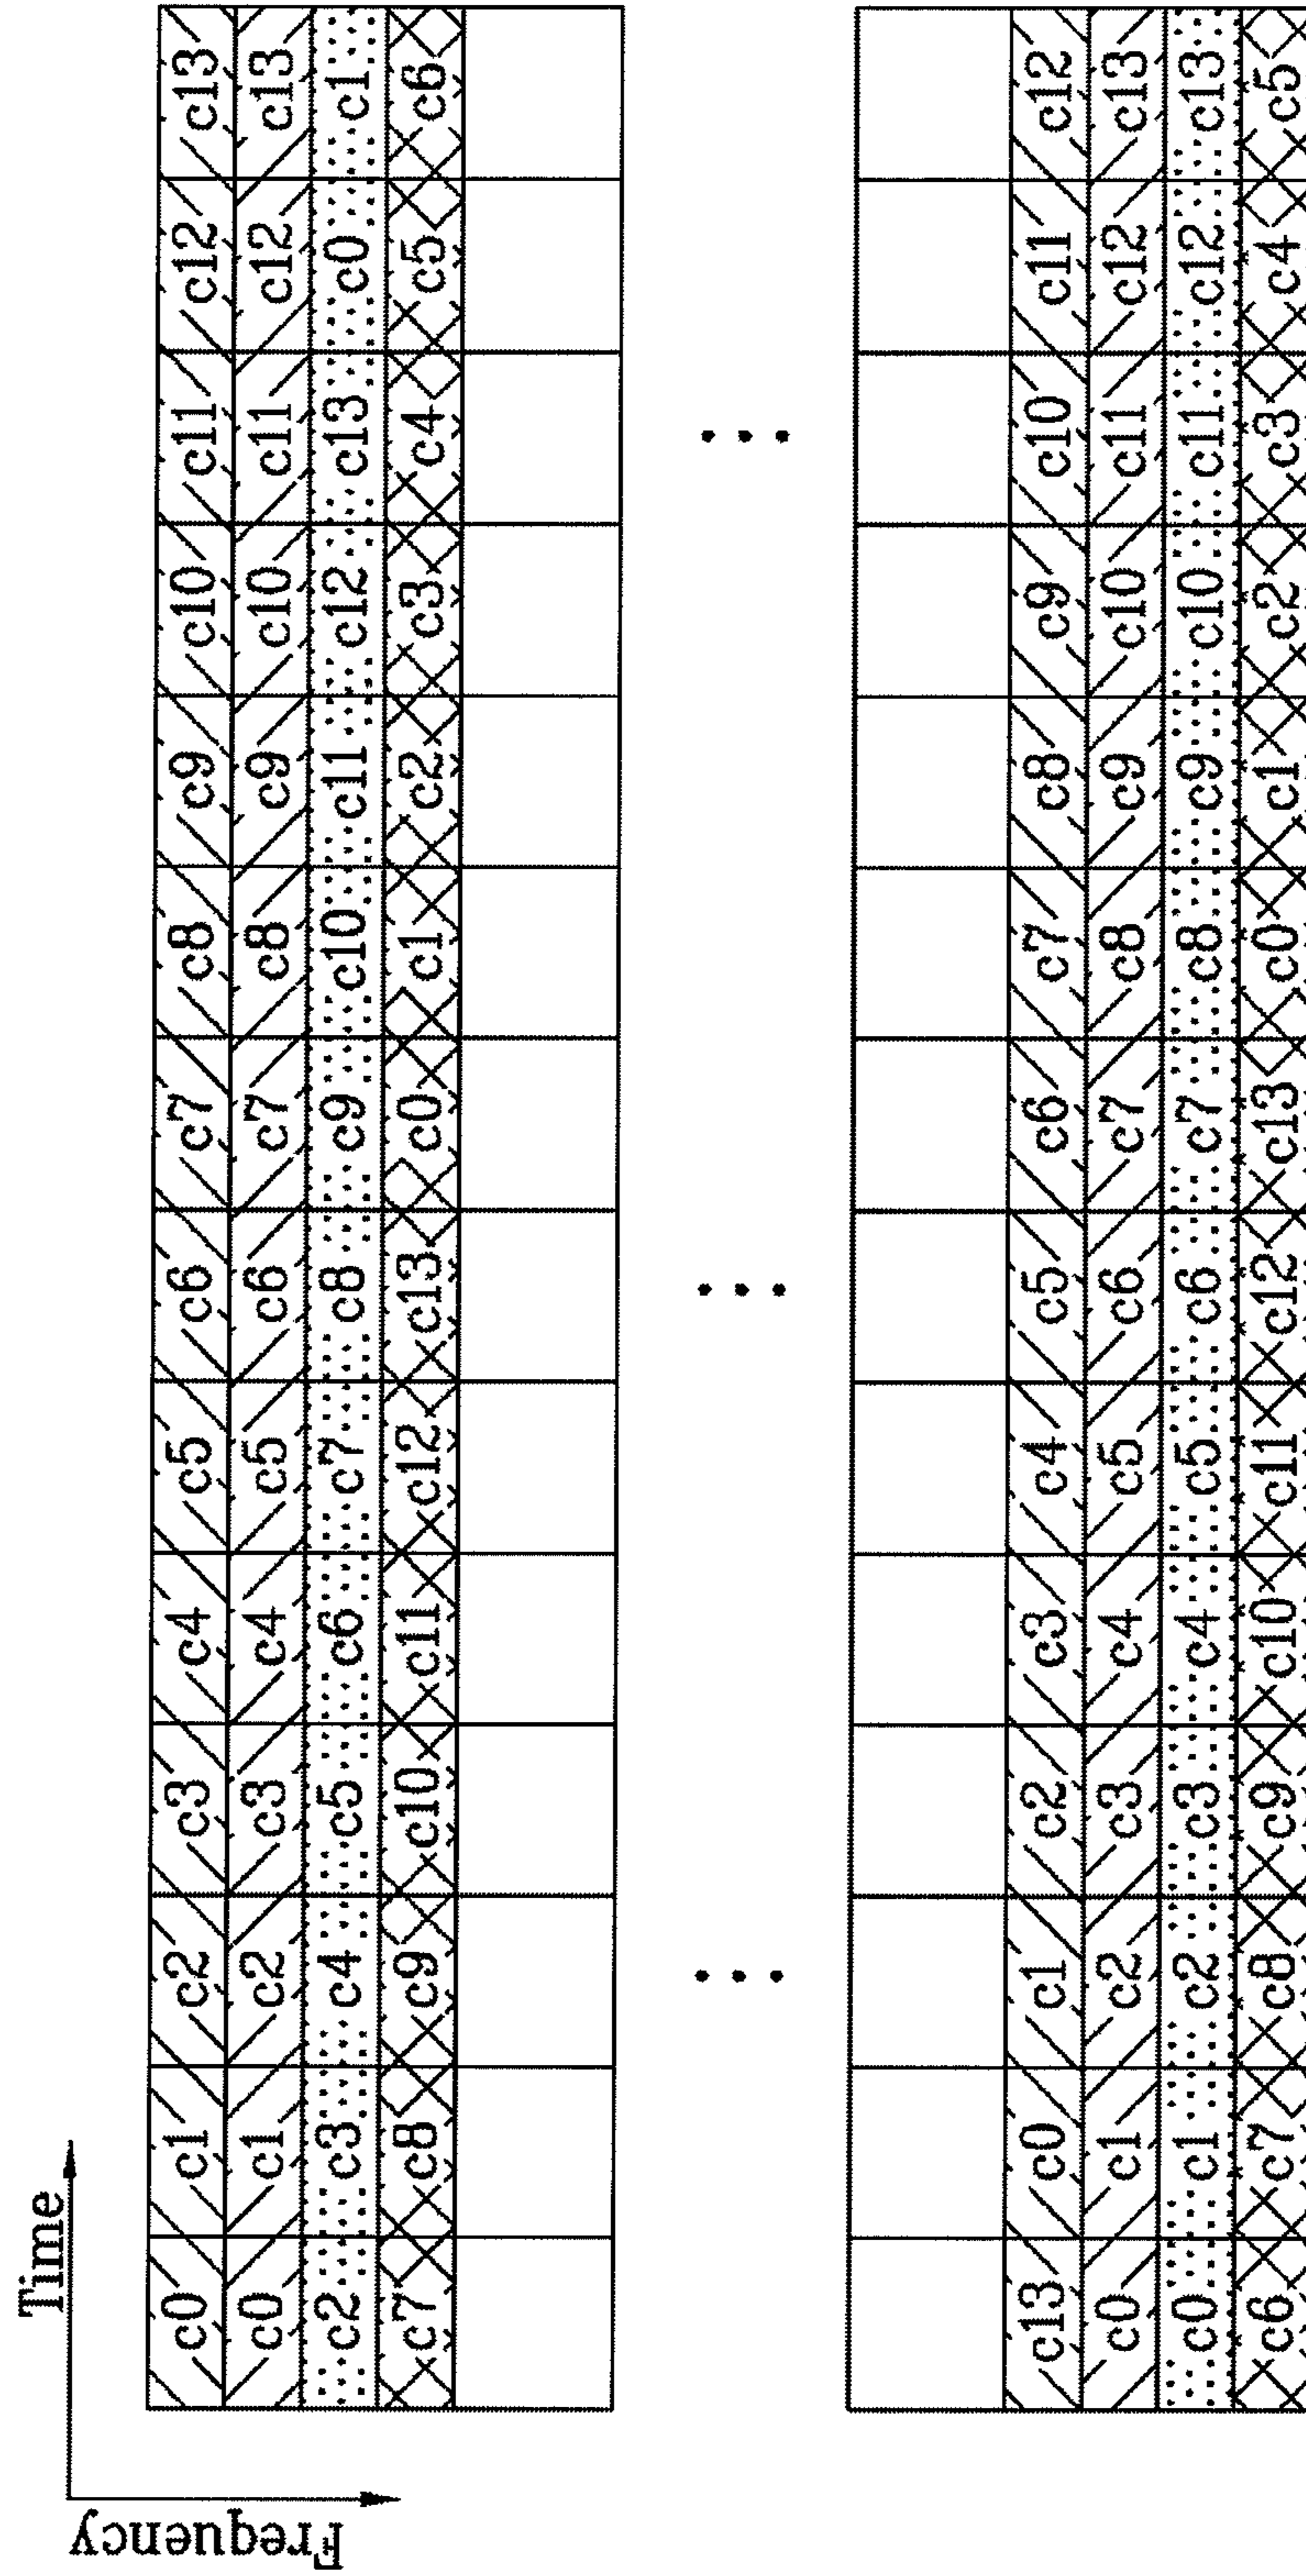 Time
Frequency
c0 c1 c2 c3 c4 c5 c6 c7 c8 c9 c10 c11 c12 c13
c0 c1 c2 c3 c4 c5 c6 c7 c8 c9 c10 c11 c12 c13
c2 c3 c4 c5 c6 c7 c8 c9 c10 c11 c12 c13 c0 c1
c7 c8 c9 c10 c11 c12 c13 c0 c1 c2 c3 c4 c5 c6
c13 c0 c1 c2 c3 c4 c5 c6 c7 c8 c9 c10 c11 c12
c0 c1 c2 c3 c4 c5 c6 c7 c8 c9 c10 c11 c12 c13
c0 c1 c2 c3 c4 c5 c6 c7 c8 c9 c10 c11 c12 c13
c6 c7 c8 c9 c10 c11 c12 c13 c0 c1 c2 c3 c4 c5